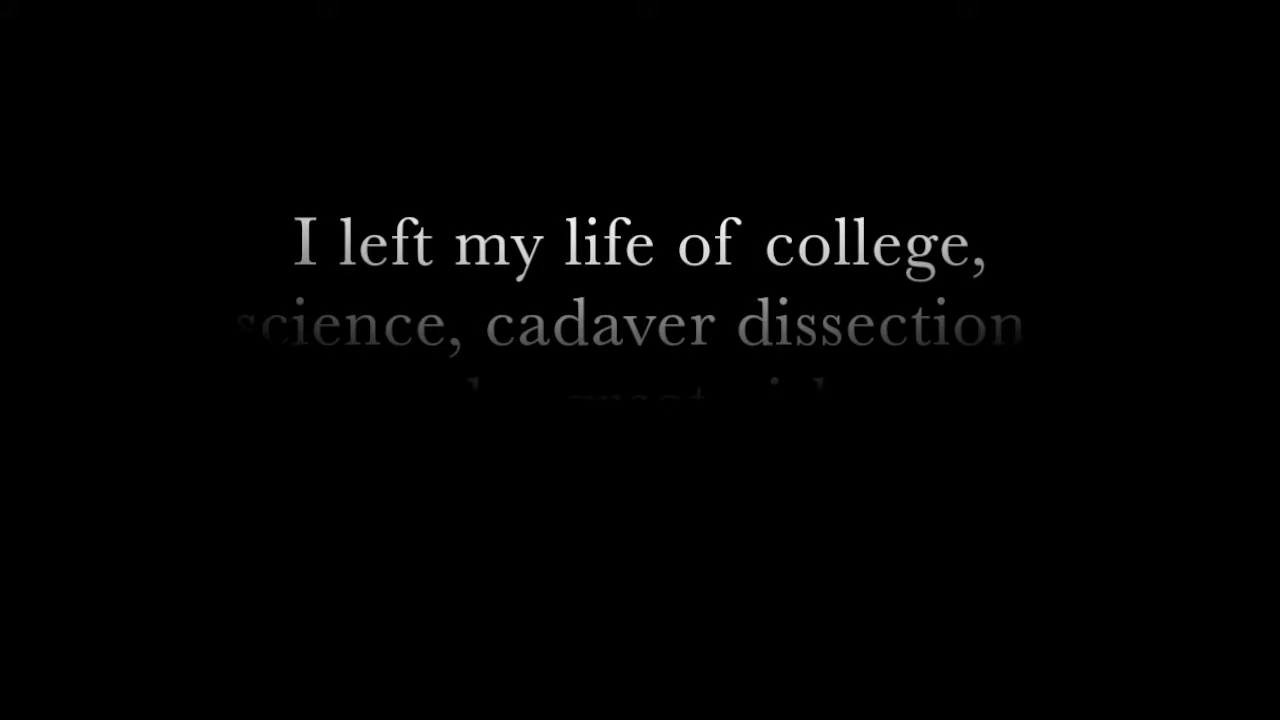 I left my life of college,
science, cadaver dissection